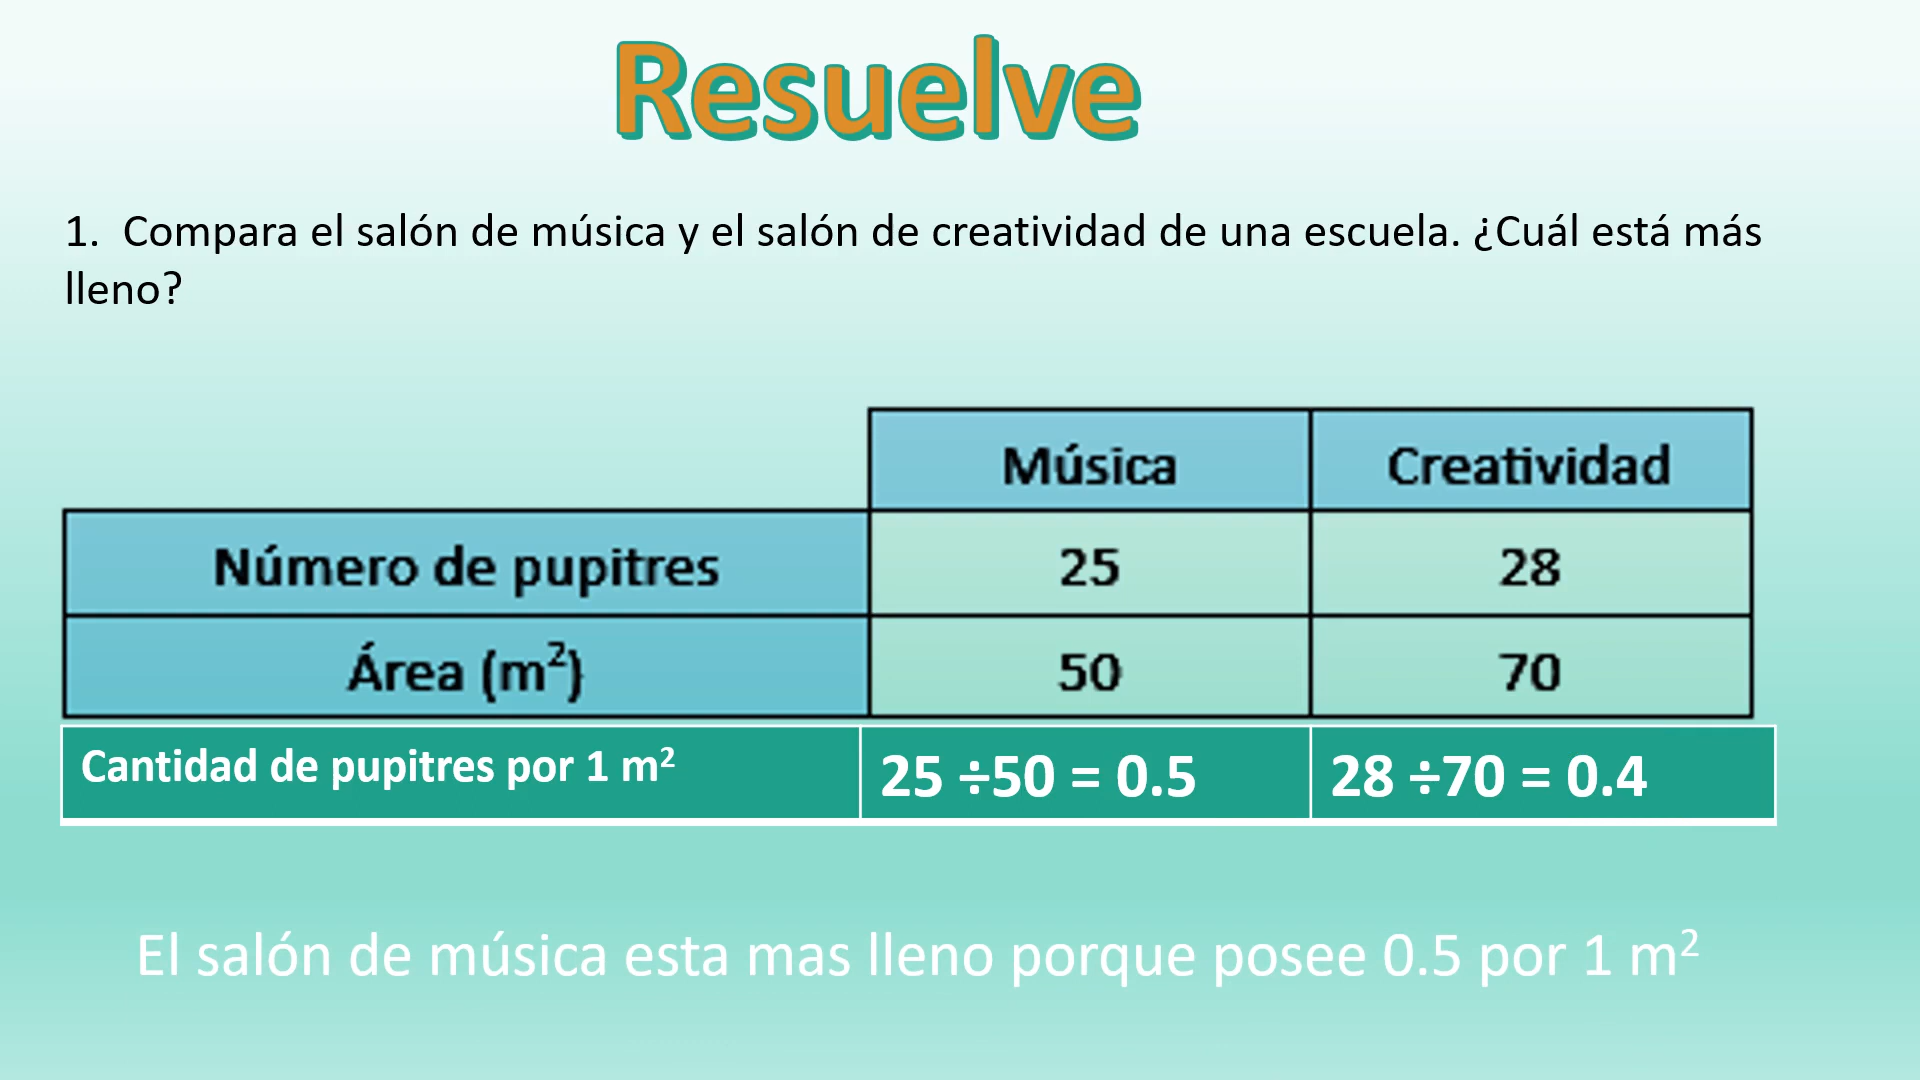 Resuelve
1. Compara el salón de música y el salón de creatividad de una escuela. ¿Cuál está más
lleno?
Música Creatividad
Número de pupitres 25 28
Área (m²) 50 70
Cantidad de pupitres por 1 m² 25 ÷50 = 0.5 28 ÷70 = 0.4
El salón de música esta mas lleno porque posee 0.5 por 1 m²